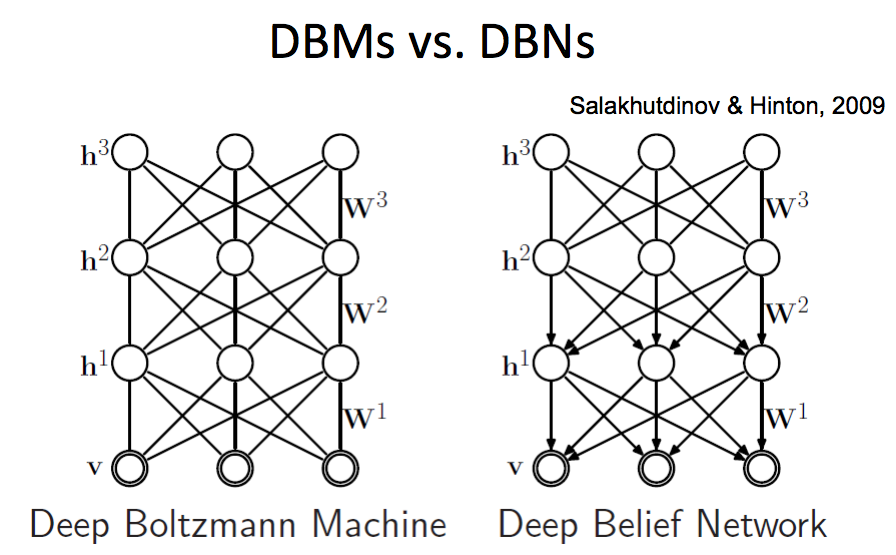 DBMs vs. DBNs
Salakhutdinov & Hinton, 2009
h³
W³
h²
W²
h¹
W¹
v
Deep Boltzmann Machine
h³
W³
h²
W²
h¹
W¹
v
Deep Belief Network